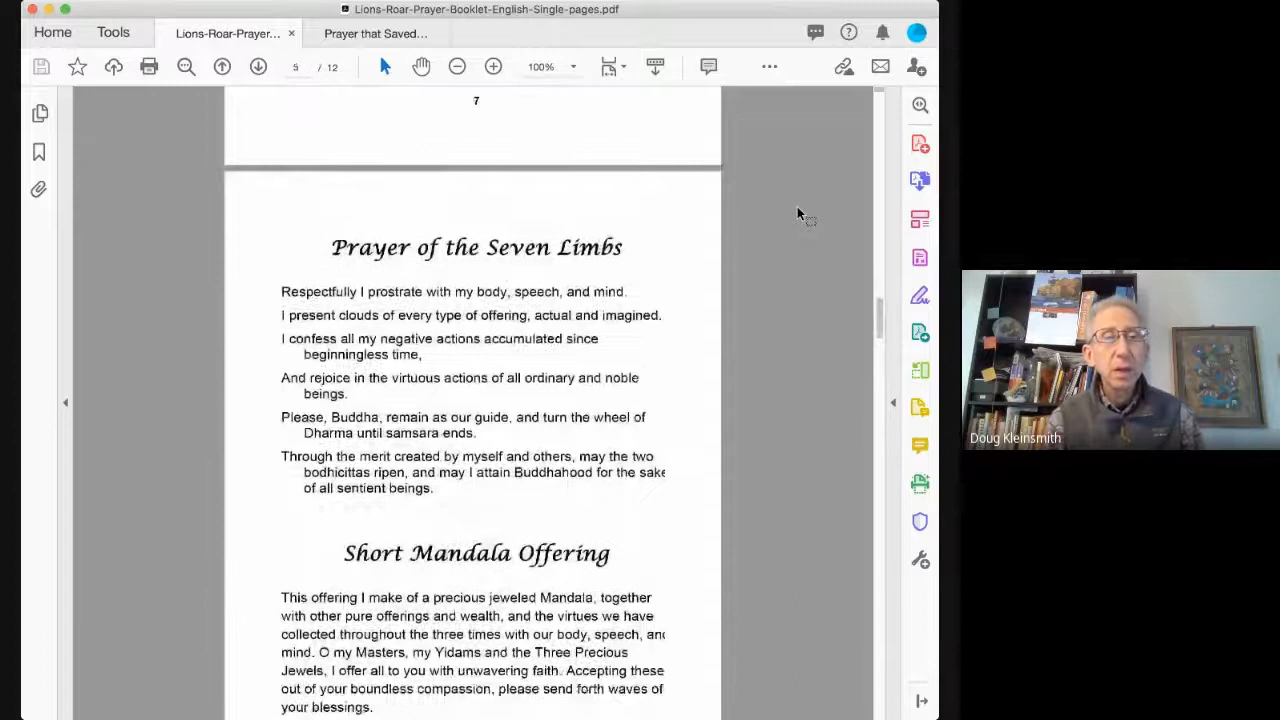 Lions-Roar-Prayer-Booklet-English-Single-pages.pdf
Home Tools Lions-Roar-Prayer... × Prayer that Saved...
5 / 12 100%
7
Prayer of the Seven Limbs
Respectfully I prostrate with my body, speech, and mind.
I present clouds of every type of offering, actual and imagined.
I confess all my negative actions accumulated since
beginningless time,
And rejoice in the virtuous actions of all ordinary and noble
beings.
Please, Buddha, remain as our guide, and turn the wheel of
Dharma until samsara ends.
Through the merit created by myself and others, may the two
bodhicittas ripen, and may I attain Buddhahood for the sake
of all sentient beings.
Short Mandala Offering
This offering I make of a precious jeweled Mandala, together
with other pure offerings and wealth, and the virtues we have
collected throughout the three times with our body, speech, and
mind. O my Masters, my Yidams and the Three Precious
Jewels, I offer all to you with unwavering faith. Accepting these
out of your boundless compassion, please send forth waves of
your blessings.
Doug Kleinsmith